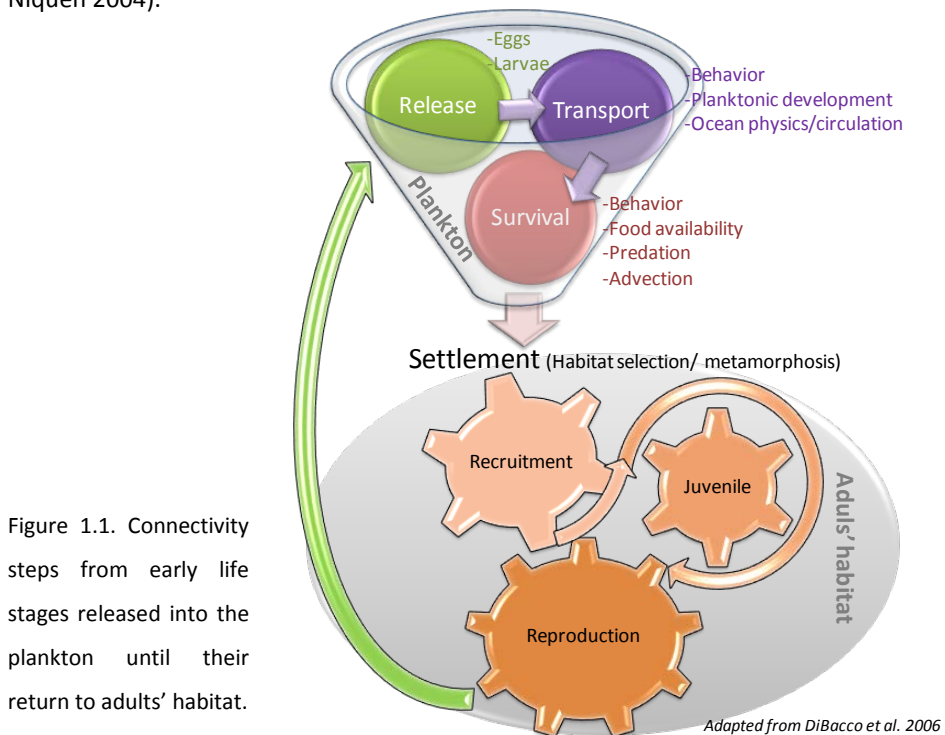 Niquen 2004).
-Eggs
-Larvae
Release
Transport
-Behavior
-Planktonic development
-Ocean physics/circulation
Plankton
Survival
-Behavior
-Food availability
-Predation
-Advection
Settlement (Habitat selection/ metamorphosis)
Recruitment
Juvenile
Aduls' habitat
Reproduction
Figure 1.1. Connectivity
steps from early life
stages released into the
plankton until their
return to adults' habitat.
Adapted from DiBacco et al. 2006